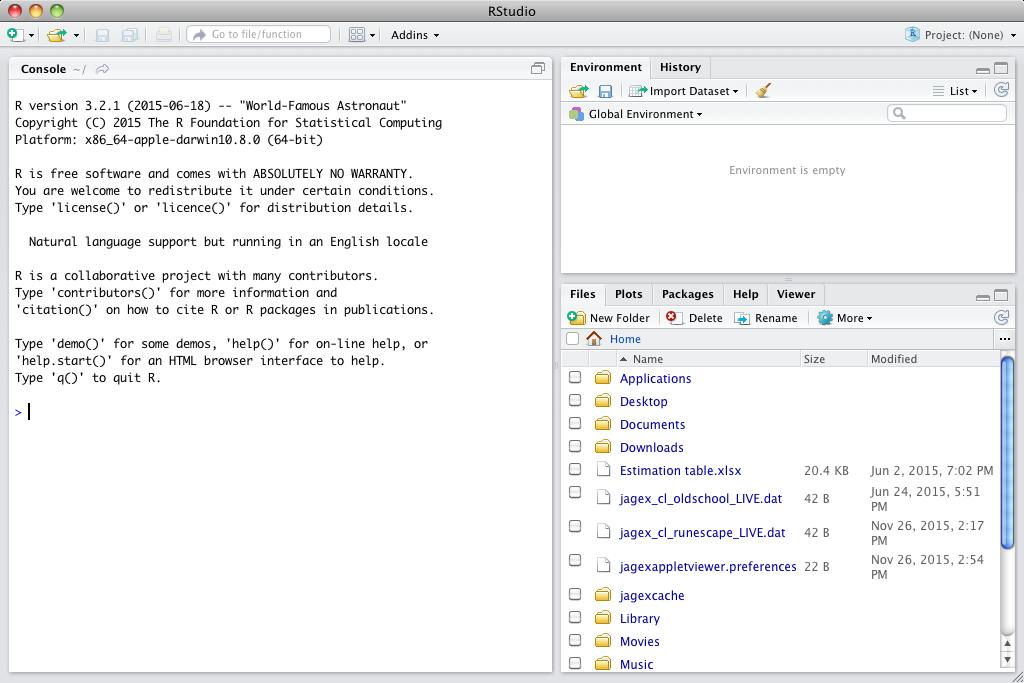 RStudio
Go to file/function
Addins
Project: (None)
Console ~/
R version 3.2.1 (2015-06-18) -- "World-Famous Astronaut"
Copyright (C) 2015 The R Foundation for Statistical Computing
Platform: x86_64-apple-darwin10.8.0 (64-bit)
R is free software and comes with ABSOLUTELY NO WARRANTY.
You are welcome to redistribute it under certain conditions.
Type 'license()' or 'licence()' for distribution details.
Natural language support but running in an English locale
R is a collaborative project with many contributors.
Type 'contributors()' for more information and
'citation()' on how to cite R or R packages in publications.
Type 'demo()' for some demos, 'help()' for on-line help, or
'help.start()' for an HTML browser interface to help.
Type 'q()' to quit R.
>
Environment History
Import Dataset List
Global Environment
Environment is empty
Files Plots Packages Help Viewer
New Folder Delete Rename More
Home ...
Name Size Modified
Applications
Desktop
Documents
Downloads
Estimation table.xlsx 20.4 KB Jun 2, 2015, 7:02 PM
jagex_cl_oldschool_LIVE.dat 42 B Jun 24, 2015, 5:51
PM
jagex_cl_runescape_LIVE.dat 42 B Nov 26, 2015, 2:17
PM
jagexappletviewer.preferences 22 B Nov 26, 2015, 2:54
PM
jagexcache
Library
Movies
Music